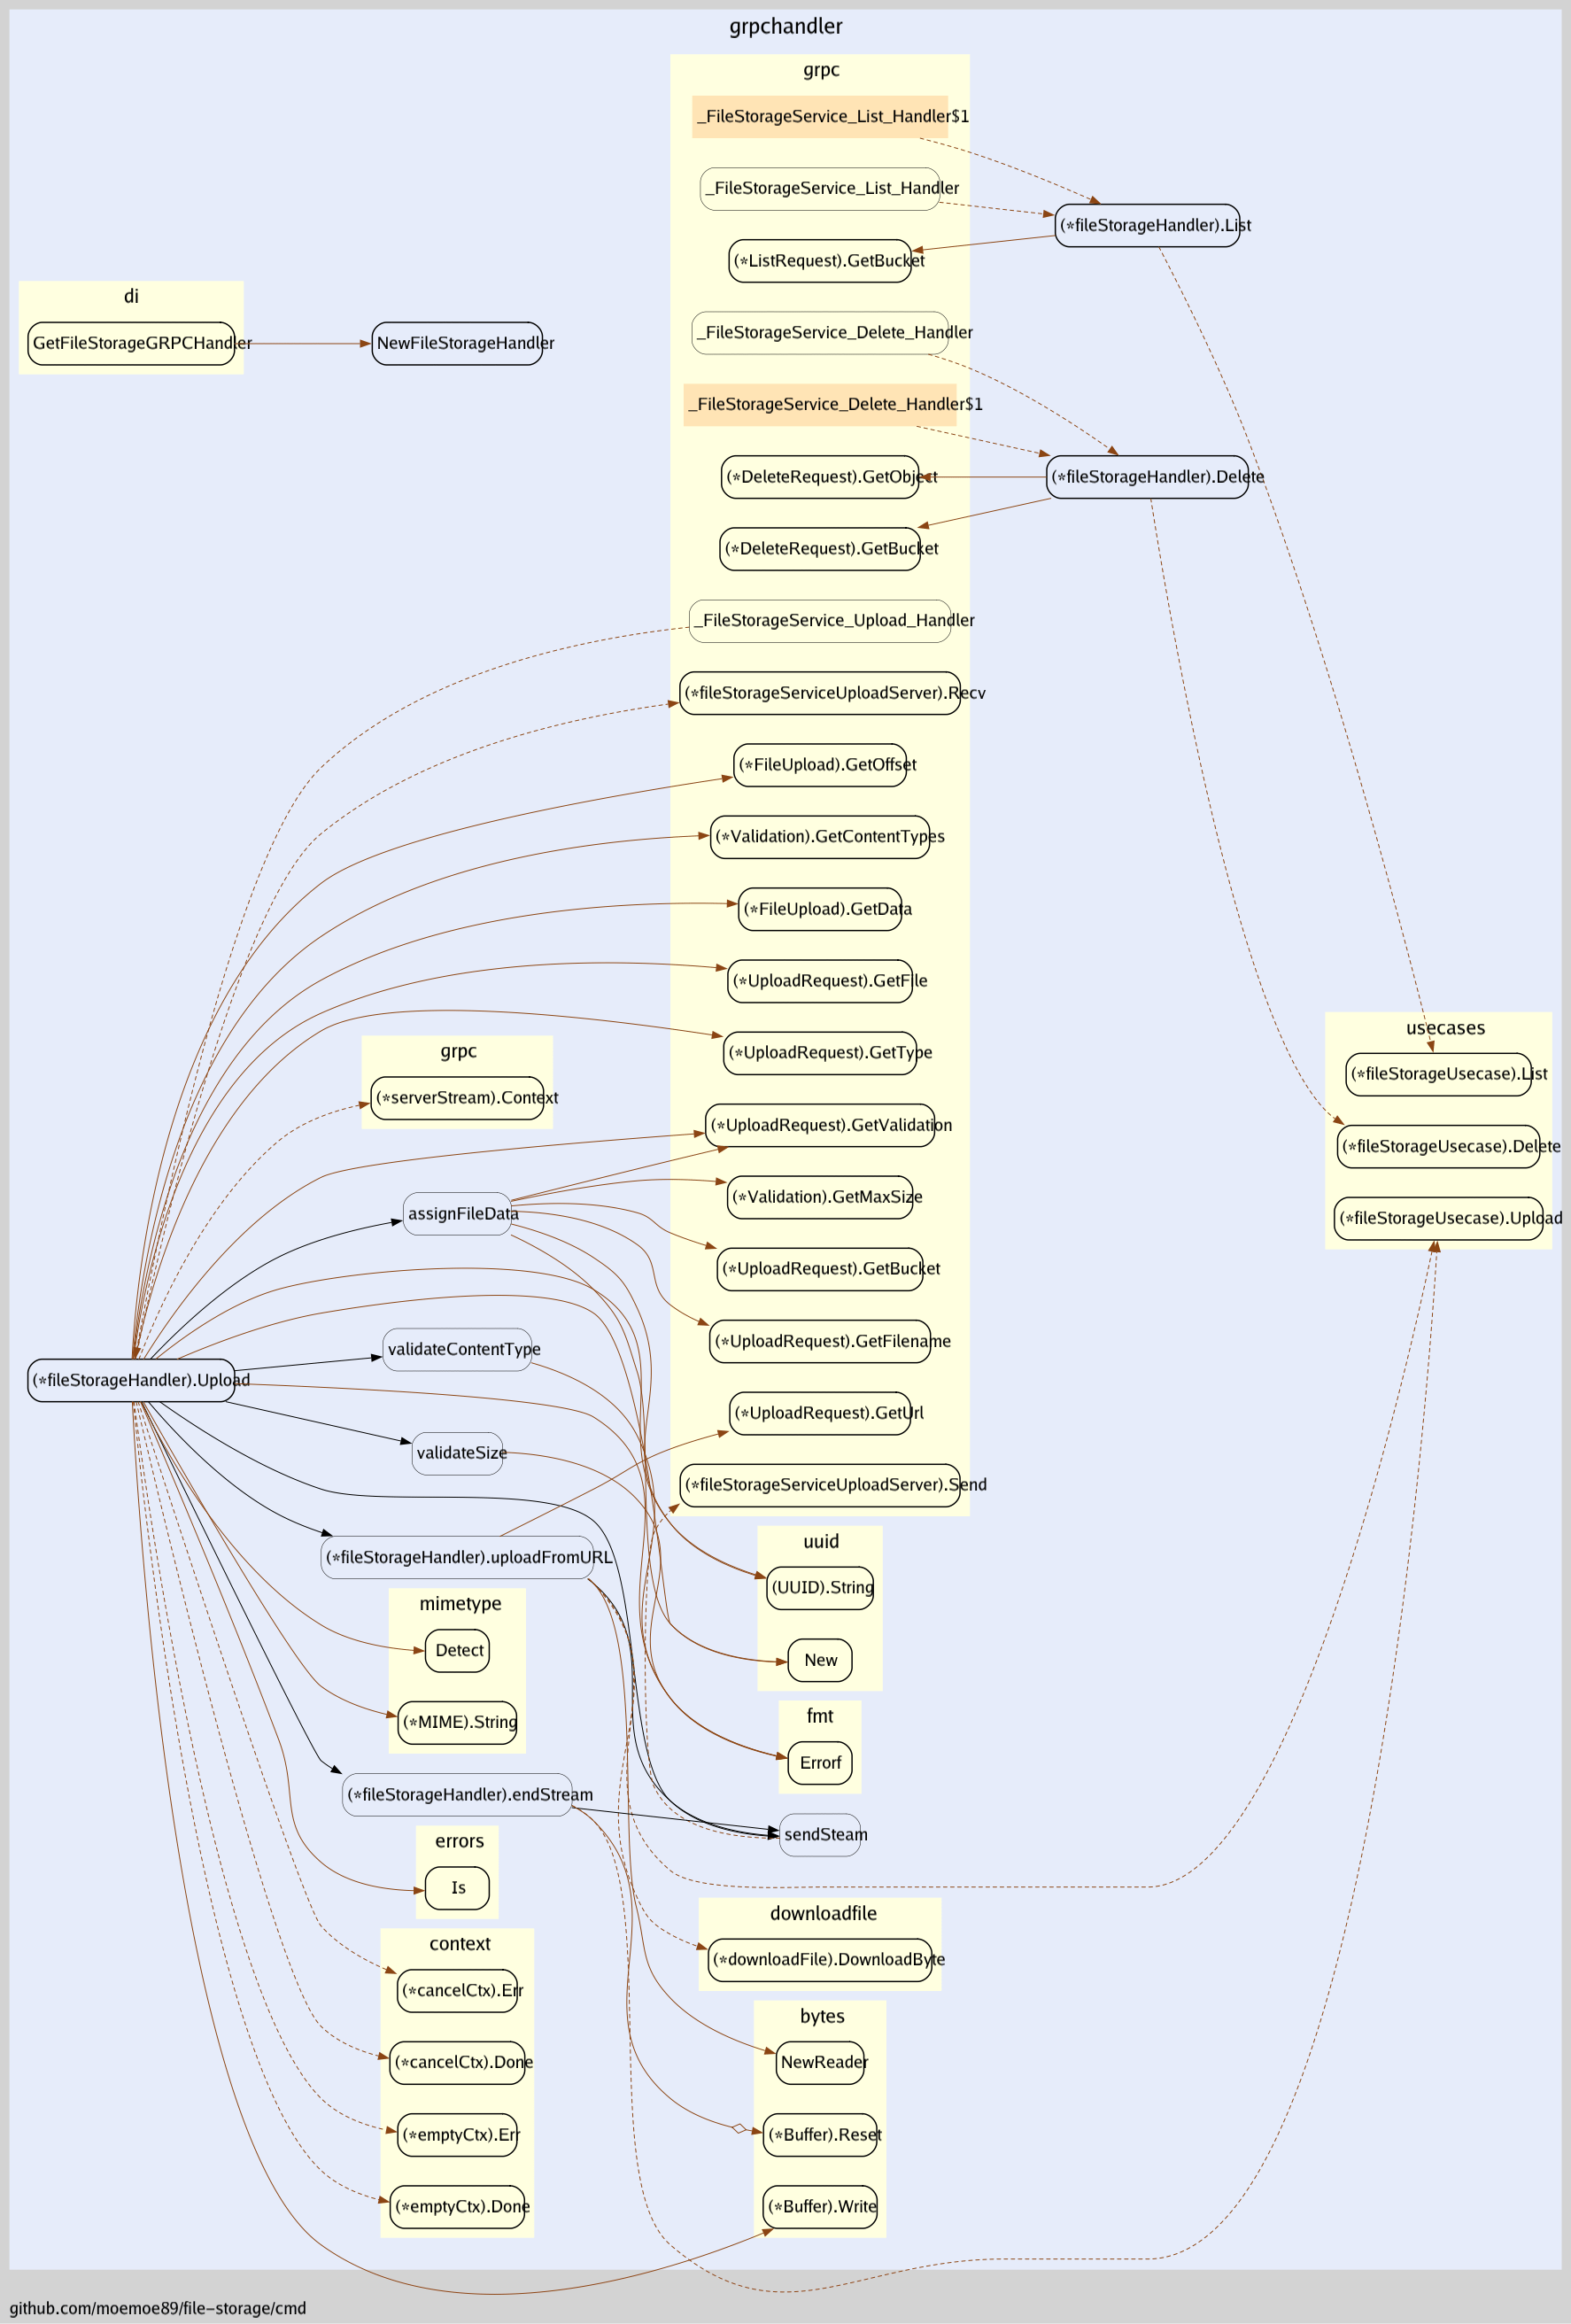 grpchandler
grpc
_FileStorageService_List_Handler$1
_FileStorageService_List_Handler
(*fileStorageHandler).List
(*ListRequest).GetBucket
di
GetFileStorageGRPCHandler
NewFileStorageHandler
_FileStorageService_Delete_Handler
_FileStorageService_Delete_Handler$1
(*DeleteRequest).GetObject
(*fileStorageHandler).Delete
(*DeleteRequest).GetBucket
_FileStorageService_Upload_Handler
(*fileStorageServiceUploadServer).Recv
(*FileUpload).GetOffset
(*Validation).GetContentTypes
(*FileUpload).GetData
(*UploadRequest).GetFile
(*UploadRequest).GetType
grpc
(*serverStream).Context
usecases
(*fileStorageUsecase).List
(*fileStorageUsecase).Delete
(*fileStorageUsecase).Upload
(*UploadRequest).GetValidation
(*Validation).GetMaxSize
assignFileData
(*UploadRequest).GetBucket
(*UploadRequest).GetFilename
validateContentType
(*fileStorageHandler).Upload
(*UploadRequest).GetUrl
validateSize
(*fileStorageServiceUploadServer).Send
(*fileStorageHandler).uploadFromURL
uuid
(UUID).String
New
mimetype
Detect
(*MIME).String
fmt
Errorf
(*fileStorageHandler).endStream
sendSteam
errors
Is
downloadfile
(*downloadFile).DownloadByte
context
(*cancelCtx).Err
(*cancelCtx).Done
(*emptyCtx).Err
(*emptyCtx).Done
bytes
NewReader
(*Buffer).Reset
(*Buffer).Write
github.com/moemoe89/file-storage/cmd